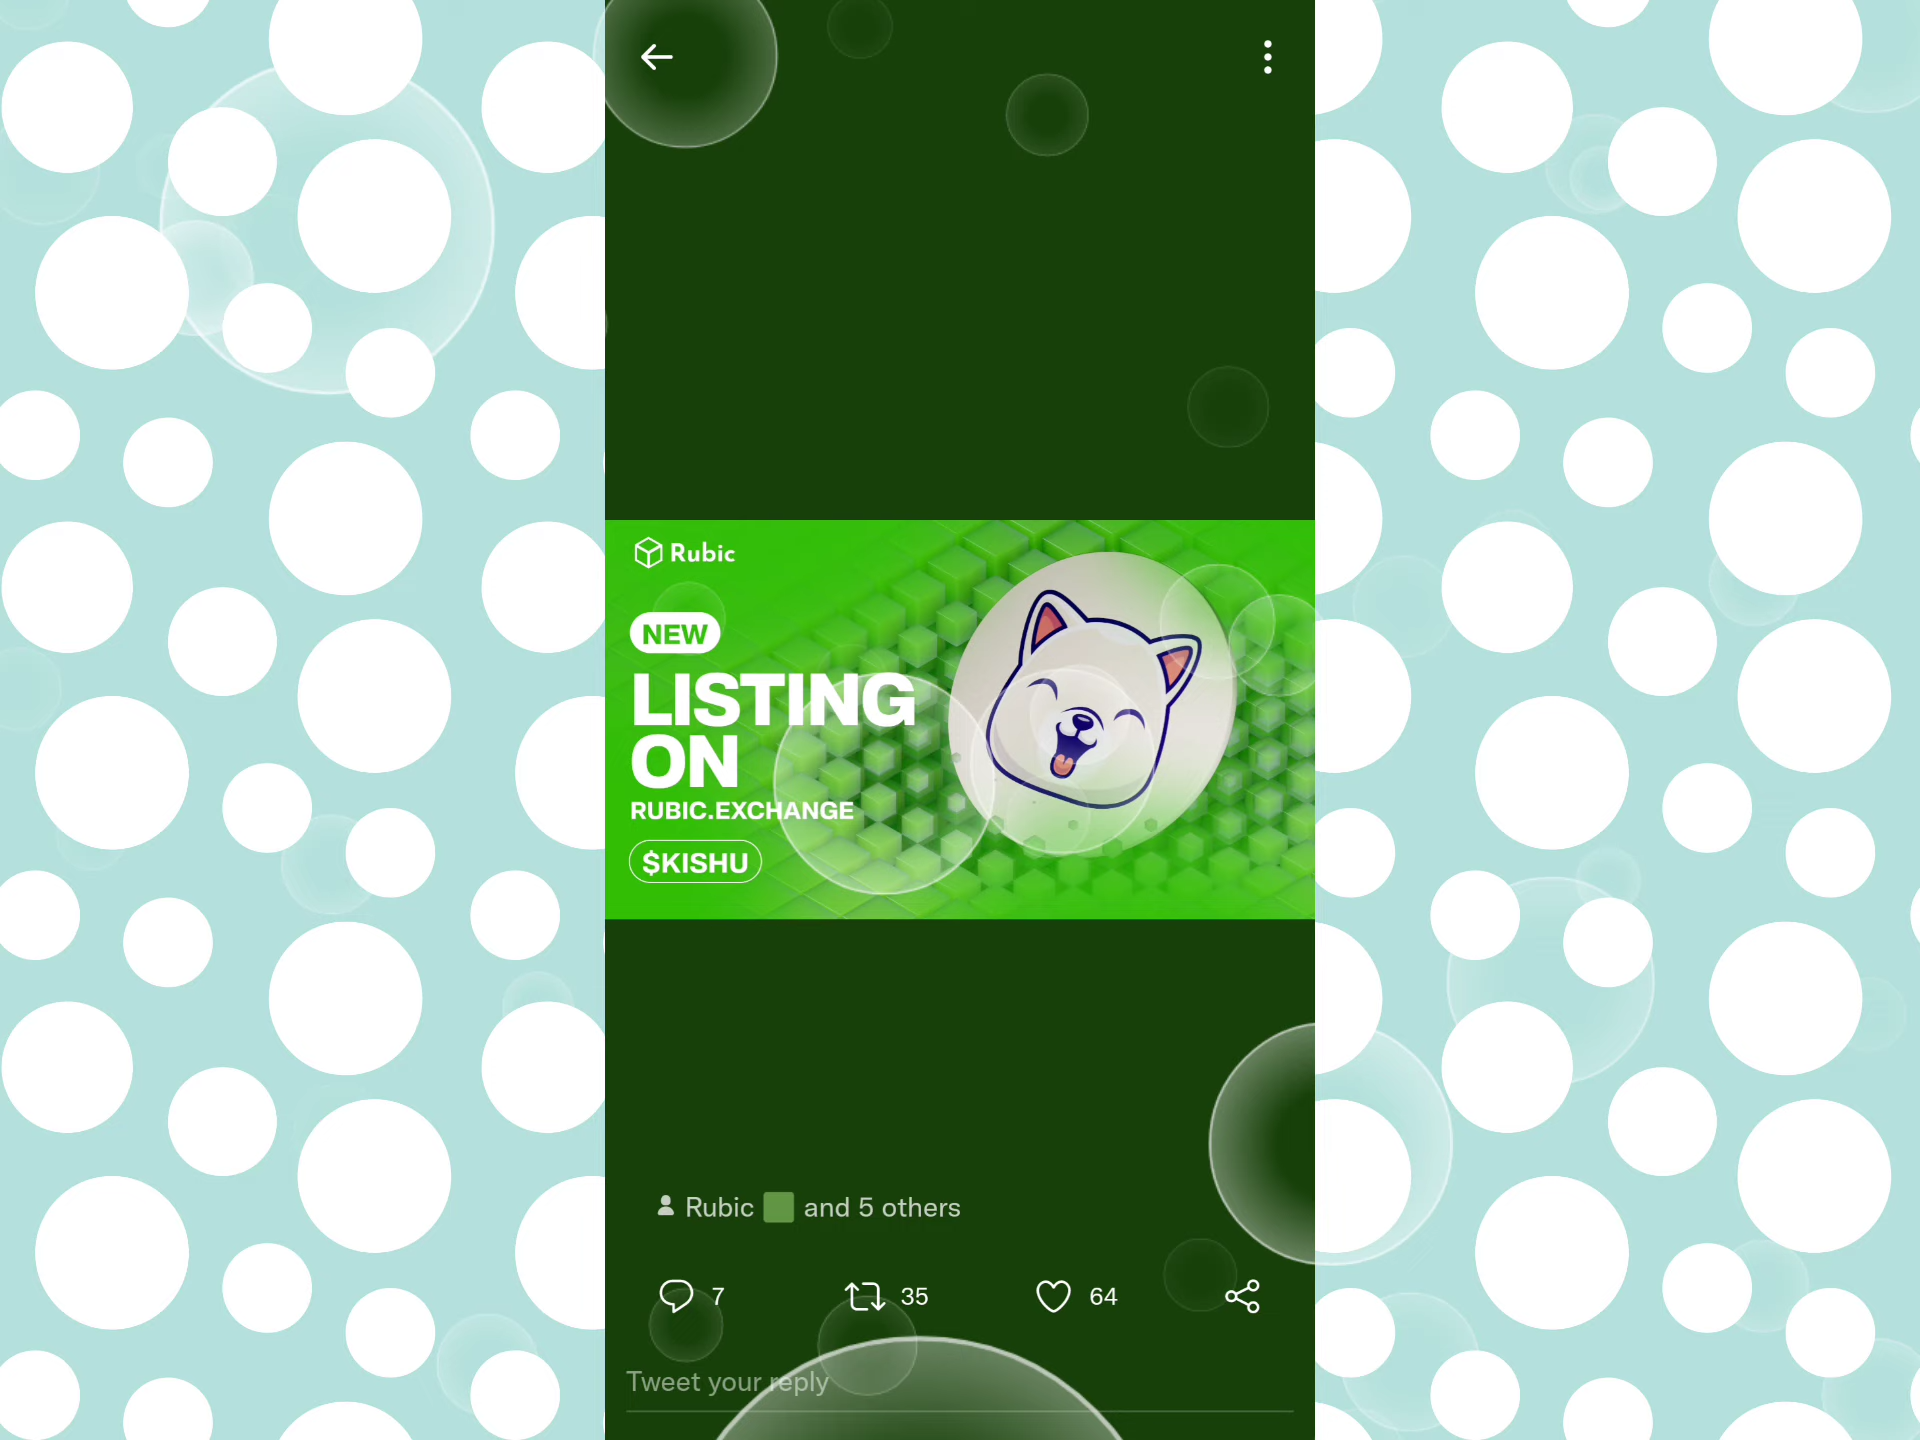 Rubic
NEW
LISTING
ON
RUBIC.EXCHANGE
$KISHU
Rubic and 5 others
7 35 64
Tweet your reply